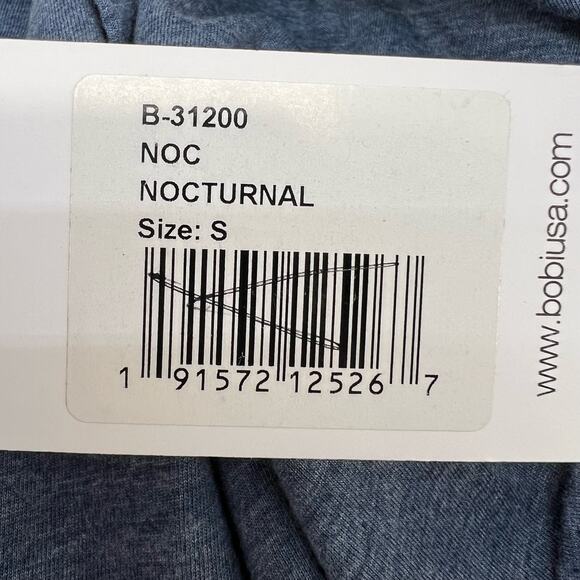 B-31200
NOC
NOCTURNAL
Size: S
1 91572 12526 7
www.bobiusa.com